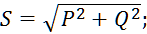 S = √(P² + Q²);